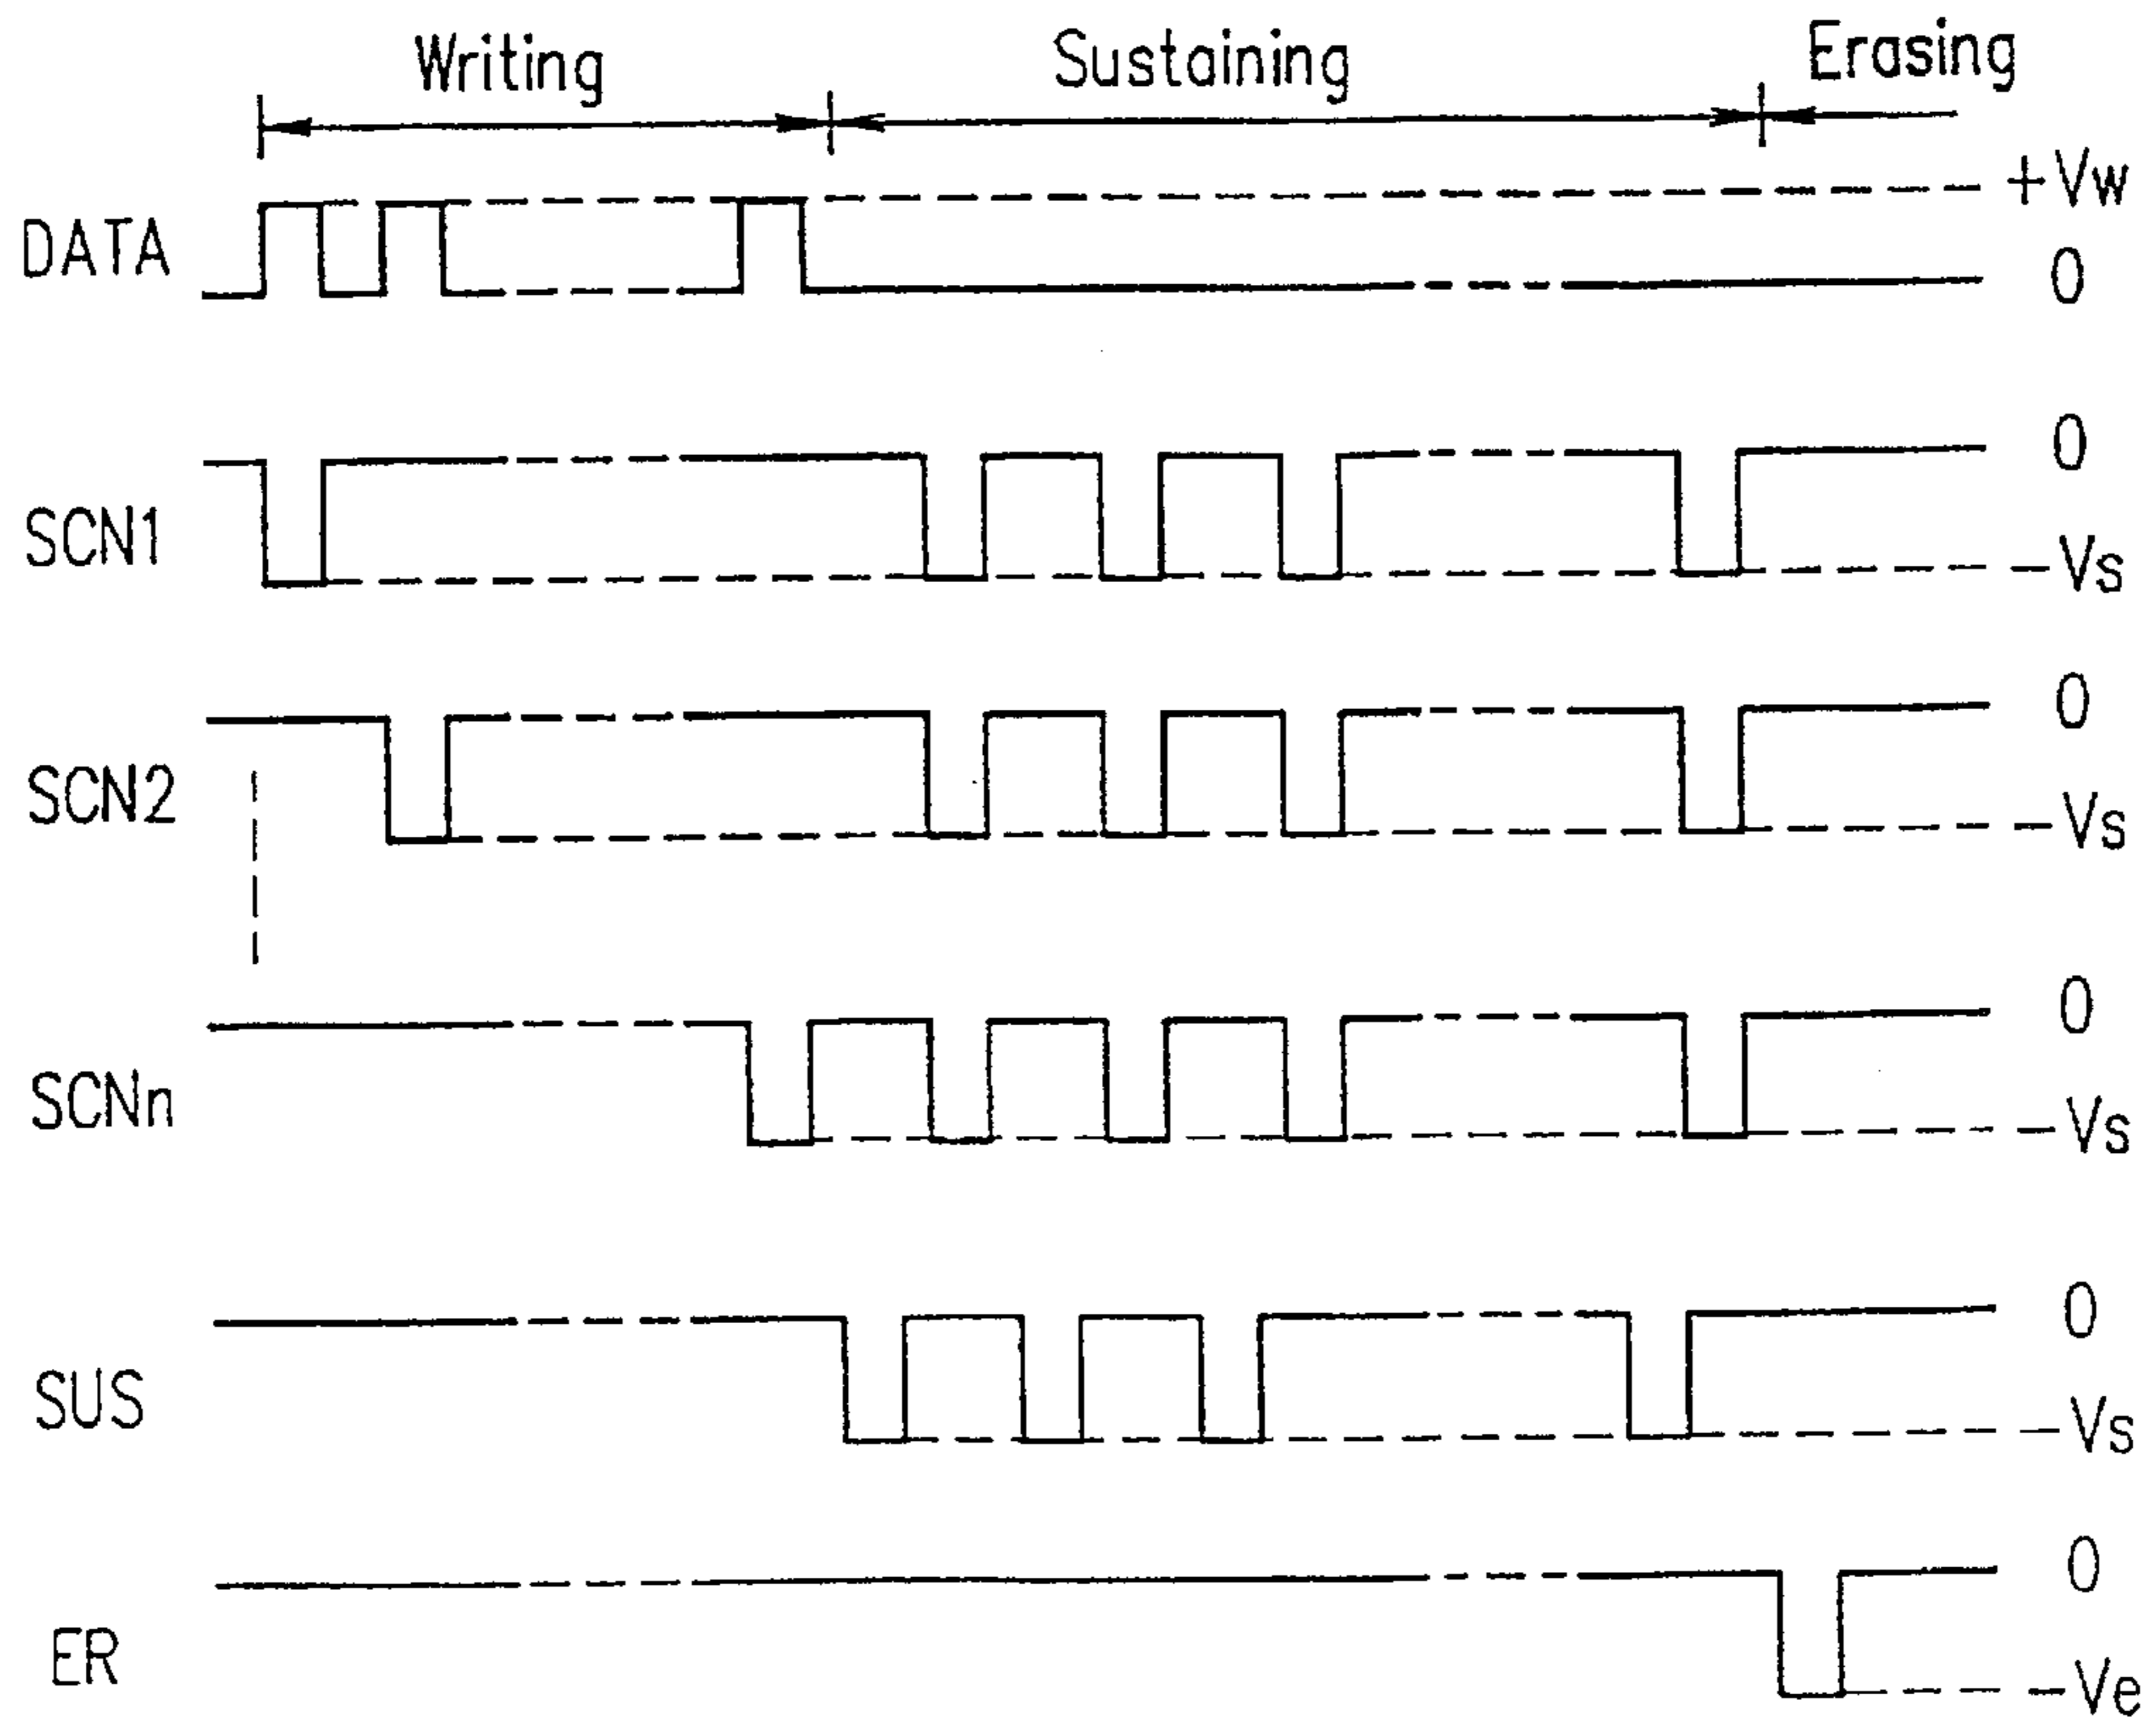 Writing Sustaining Erasing
+Vw
DATA 0
0
SCN1 -Vs
0
SCN2 -Vs
0
SCNn -Vs
0
SUS -Vs
0
ER -Ve